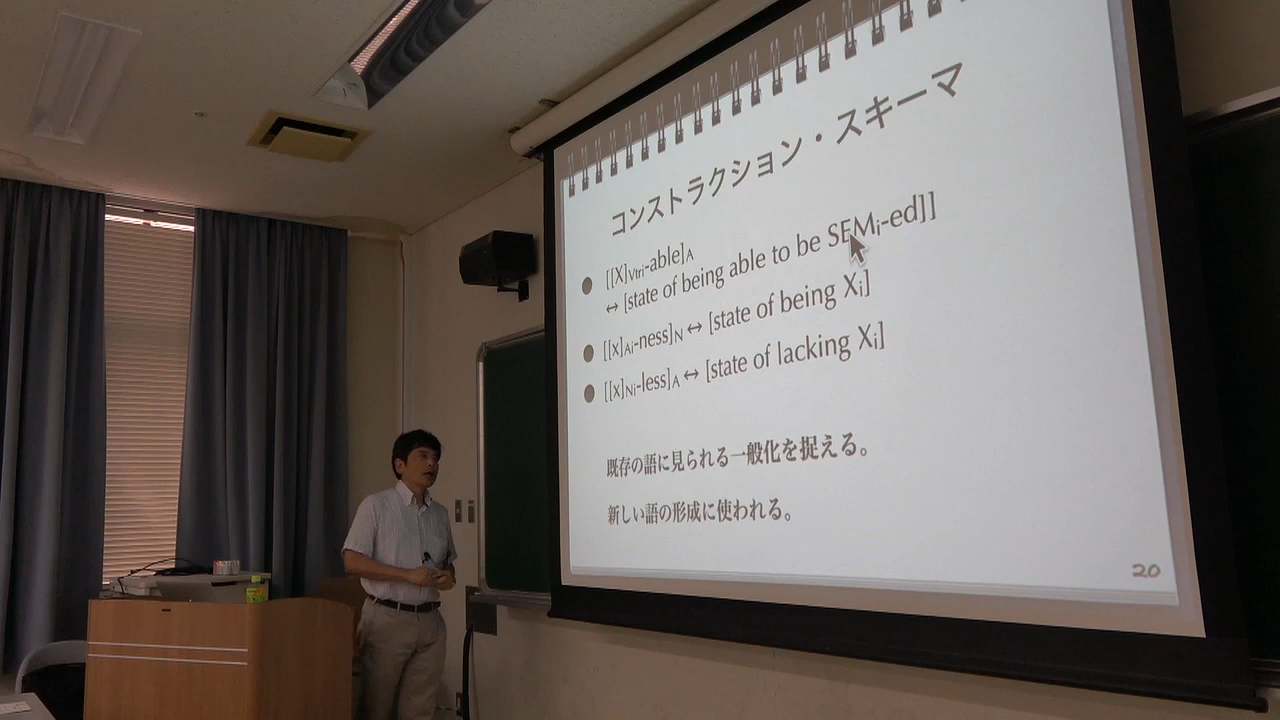 コンストラクション・スキーマ
[[X]Vtri-able]A
↔ [state of being able to be SEMi-ed]]
[[x]Ai-ness]N ↔ [state of being Xi]
[[x]Ni-less]A ↔ [state of lacking Xi]
既存の語に見られる一般化を捉える。
新しい語の形成に使われる。
20